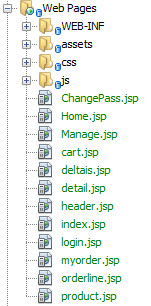 Web Pages
WEB-INF
assets
css
js
ChangePass.jsp
Home.jsp
Manage.jsp
cart.jsp
deltais.jsp
detail.jsp
header.jsp
index.jsp
login.jsp
myorder.jsp
orderline.jsp
product.jsp